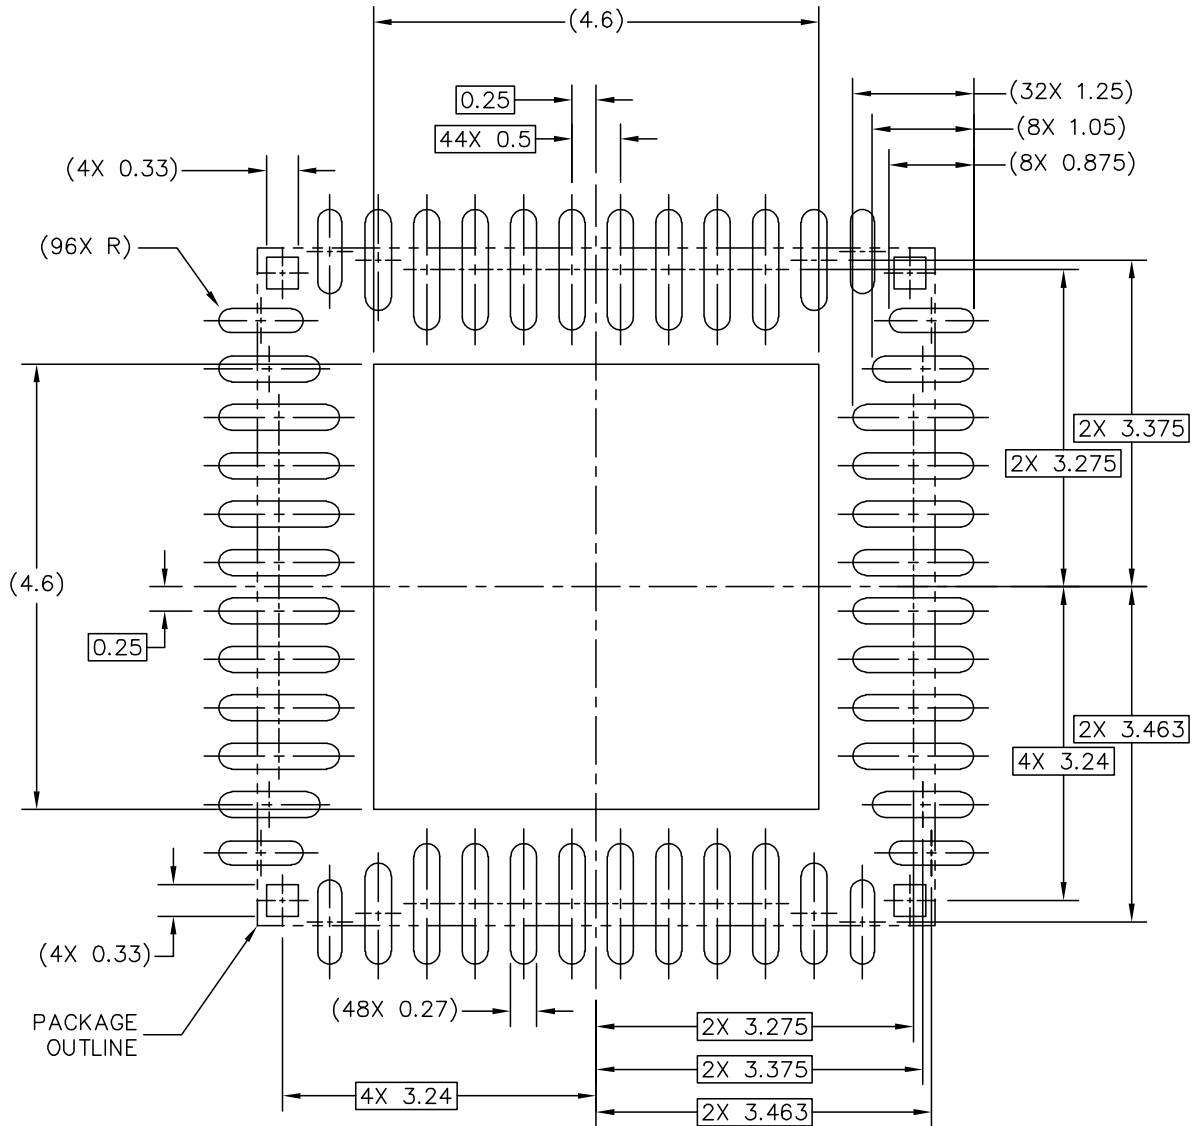 (4.6)
0.25
(32X 1.25)
44X 0.5
(8X 1.05)
(4X 0.33)
(8X 0.875)
(96X R)
2X 3.375
2X 3.275
(4.6)
0.25
2X 3.463
4X 3.24
(4X 0.33)
(48X 0.27)
PACKAGE
OUTLINE
2X 3.275
2X 3.375
4X 3.24
2X 3.463